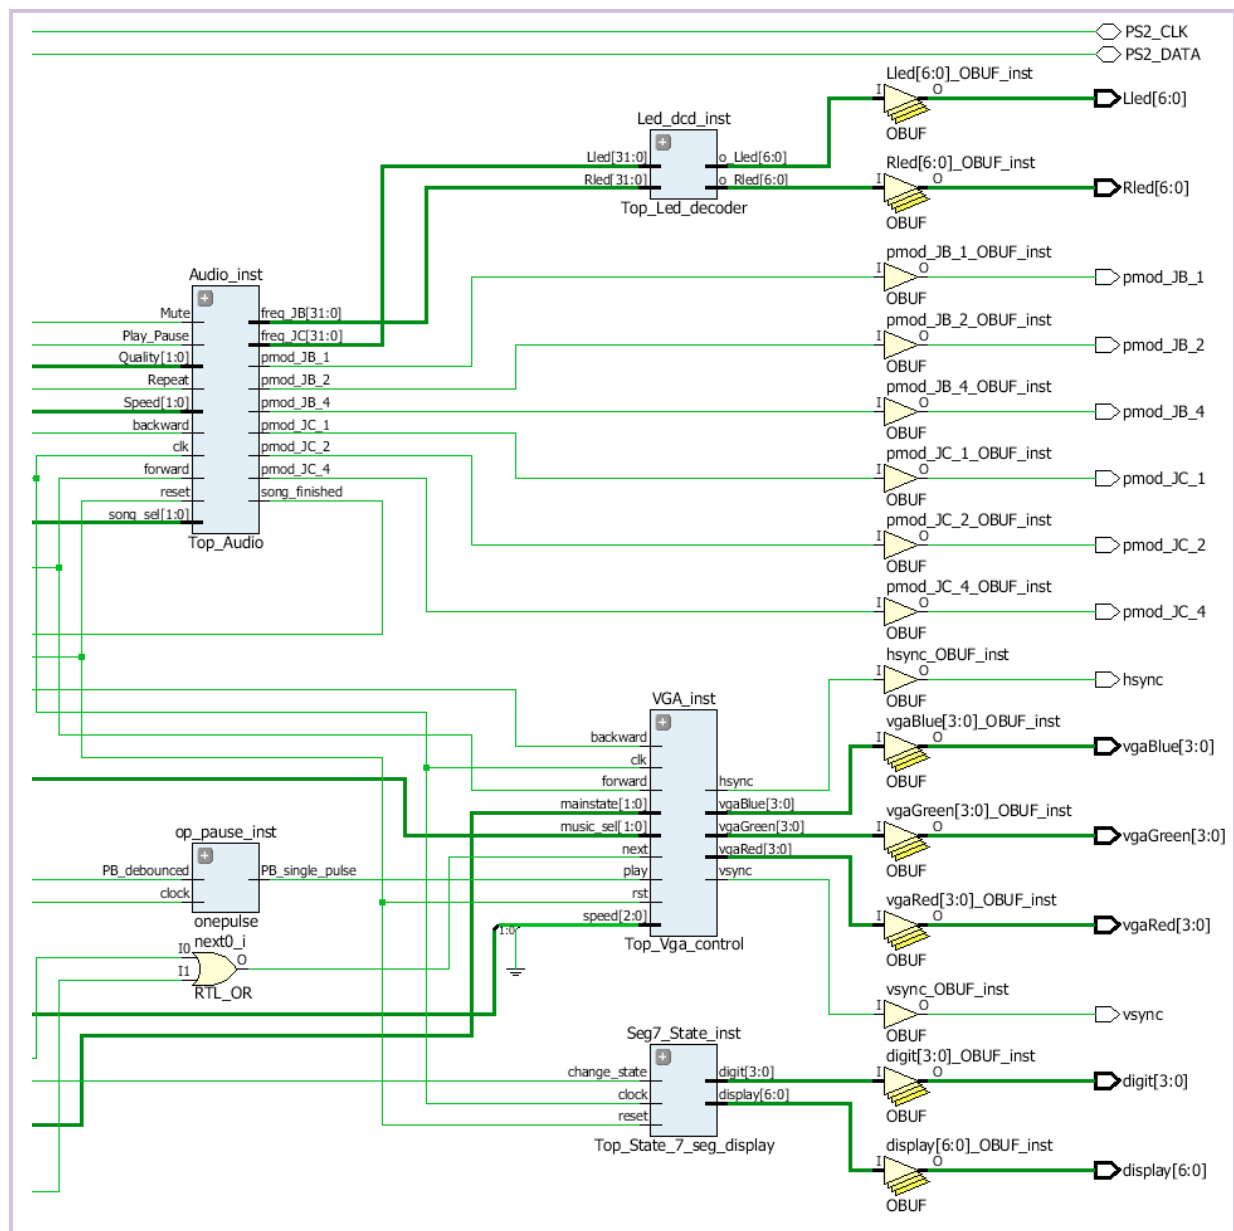 PS2_CLK
PS2_DATA
Lled[6:0]_OBUF_inst
I
O
Lled[6:0]
OBUF
Led_dcd_inst
Lled[31:0]
o_Lled[6:0]
Rled[31:0]
o_Rled[6:0]
Top_Led_decoder
Rled[6:0]_OBUF_inst
I
O
Rled[6:0]
OBUF
Audio_inst
Mute
freq_JB[31:0]
Play_Pause
freq_JC[31:0]
Quality[1:0]
pmod_JB_1
Repeat
pmod_JB_2
Speed[1:0]
pmod_JB_4
backward
pmod_JC_1
clk
pmod_JC_2
forward
pmod_JC_4
reset
song_finished
song_sel[1:0]
Top_Audio
pmod_JB_1_OBUF_inst
I
O
pmod_JB_1
OBUF
pmod_JB_2_OBUF_inst
I
O
pmod_JB_2
OBUF
pmod_JB_4_OBUF_inst
I
O
pmod_JB_4
OBUF
pmod_JC_1_OBUF_inst
I
O
pmod_JC_1
OBUF
pmod_JC_2_OBUF_inst
I
O
pmod_JC_2
OBUF
pmod_JC_4_OBUF_inst
I
O
pmod_JC_4
OBUF
hsync_OBUF_inst
I
O
hsync
OBUF
VGA_inst
backward
clk
forward
hsync
mainstate[1:0]
vgaBlue[3:0]
music_sel[1:0]
vgaGreen[3:0]
next
vgaRed[3:0]
play
vsync
rst
speed[2:0]
1:0
Top_Vga_control
vgaBlue[3:0]_OBUF_inst
I
O
vgaBlue[3:0]
OBUF
vgaGreen[3:0]_OBUF_inst
I
O
vgaGreen[3:0]
OBUF
vgaRed[3:0]_OBUF_inst
I
O
vgaRed[3:0]
OBUF
op_pause_inst
PB_debounced
PB_single_pulse
clock
onepulse
next0_i
I0
O
I1
RTL_OR
vsync_OBUF_inst
I
O
vsync
OBUF
Seg7_State_inst
change_state
digit[3:0]
clock
display[6:0]
reset
Top_State_7_seg_display
digit[3:0]_OBUF_inst
I
O
digit[3:0]
OBUF
display[6:0]_OBUF_inst
I
O
display[6:0]
OBUF